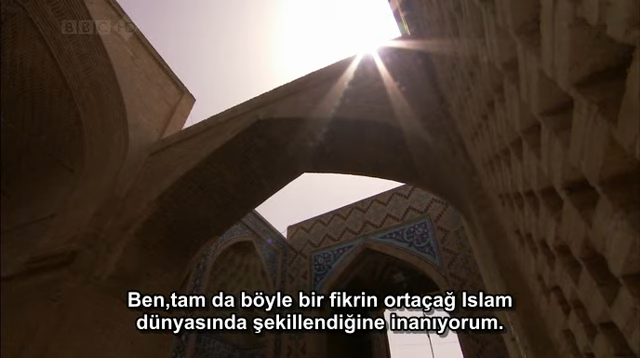 BBC
Ben,tam da böyle bir fikrin ortaçağ Islam
dünyasında şekillendiğine inanıyorum.